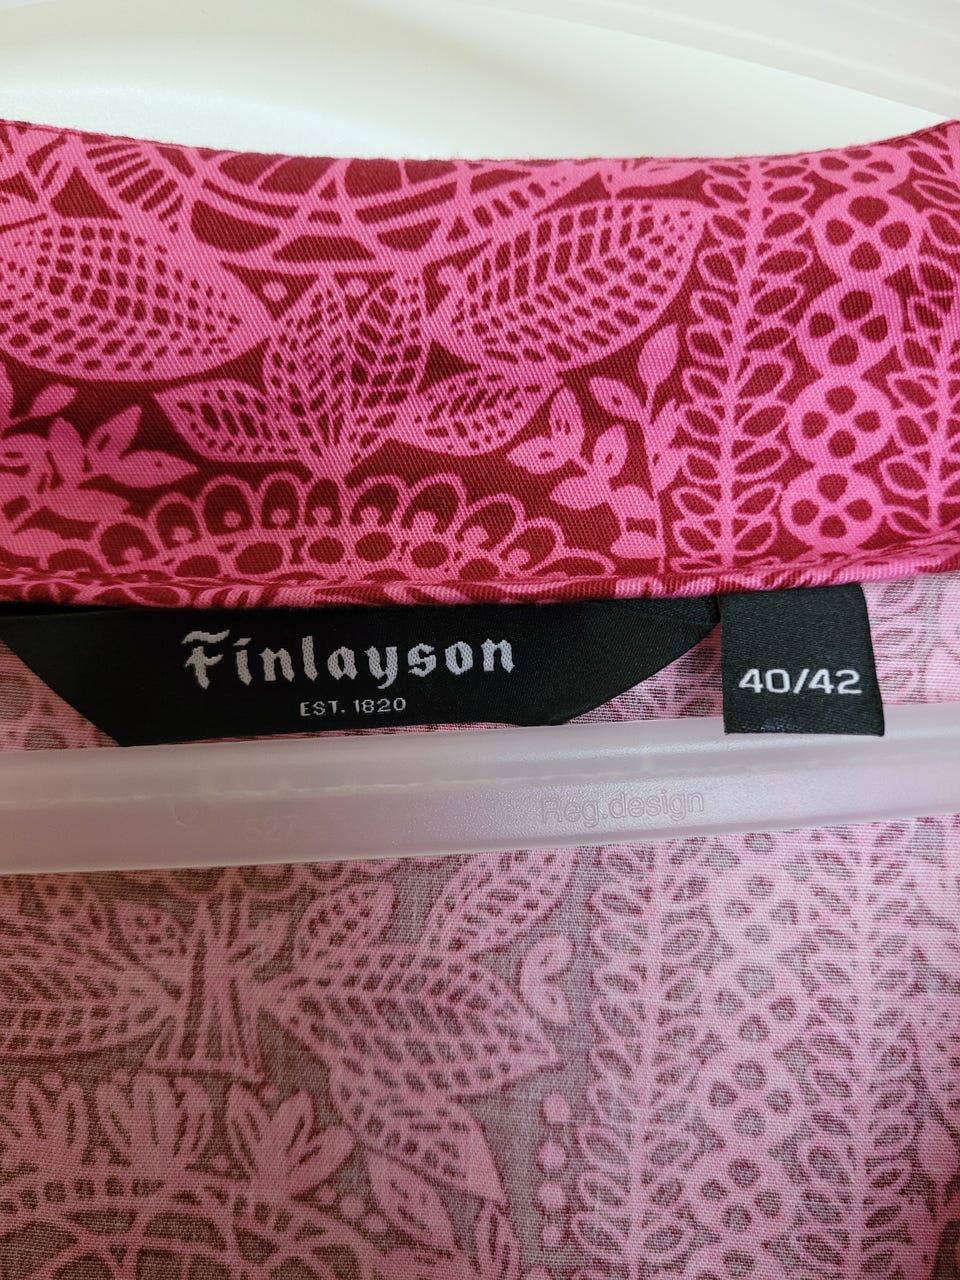 Finlayson
EST. 1820
40/42
Reg.design